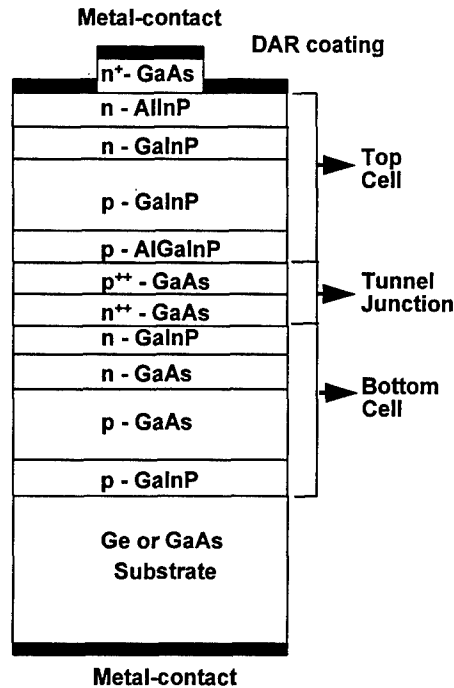 Metal-contact
DAR coating
n⁺- GaAs
n - AlInP
n - GaInP
Top
Cell
p - GaInP
p - AlGaInP
p⁺⁺ - GaAs
Tunnel
Junction
n⁺⁺ - GaAs
n - GaInP
n - GaAs
Bottom
Cell
p - GaAs
p - GaInP
Ge or GaAs
Substrate
Metal-contact